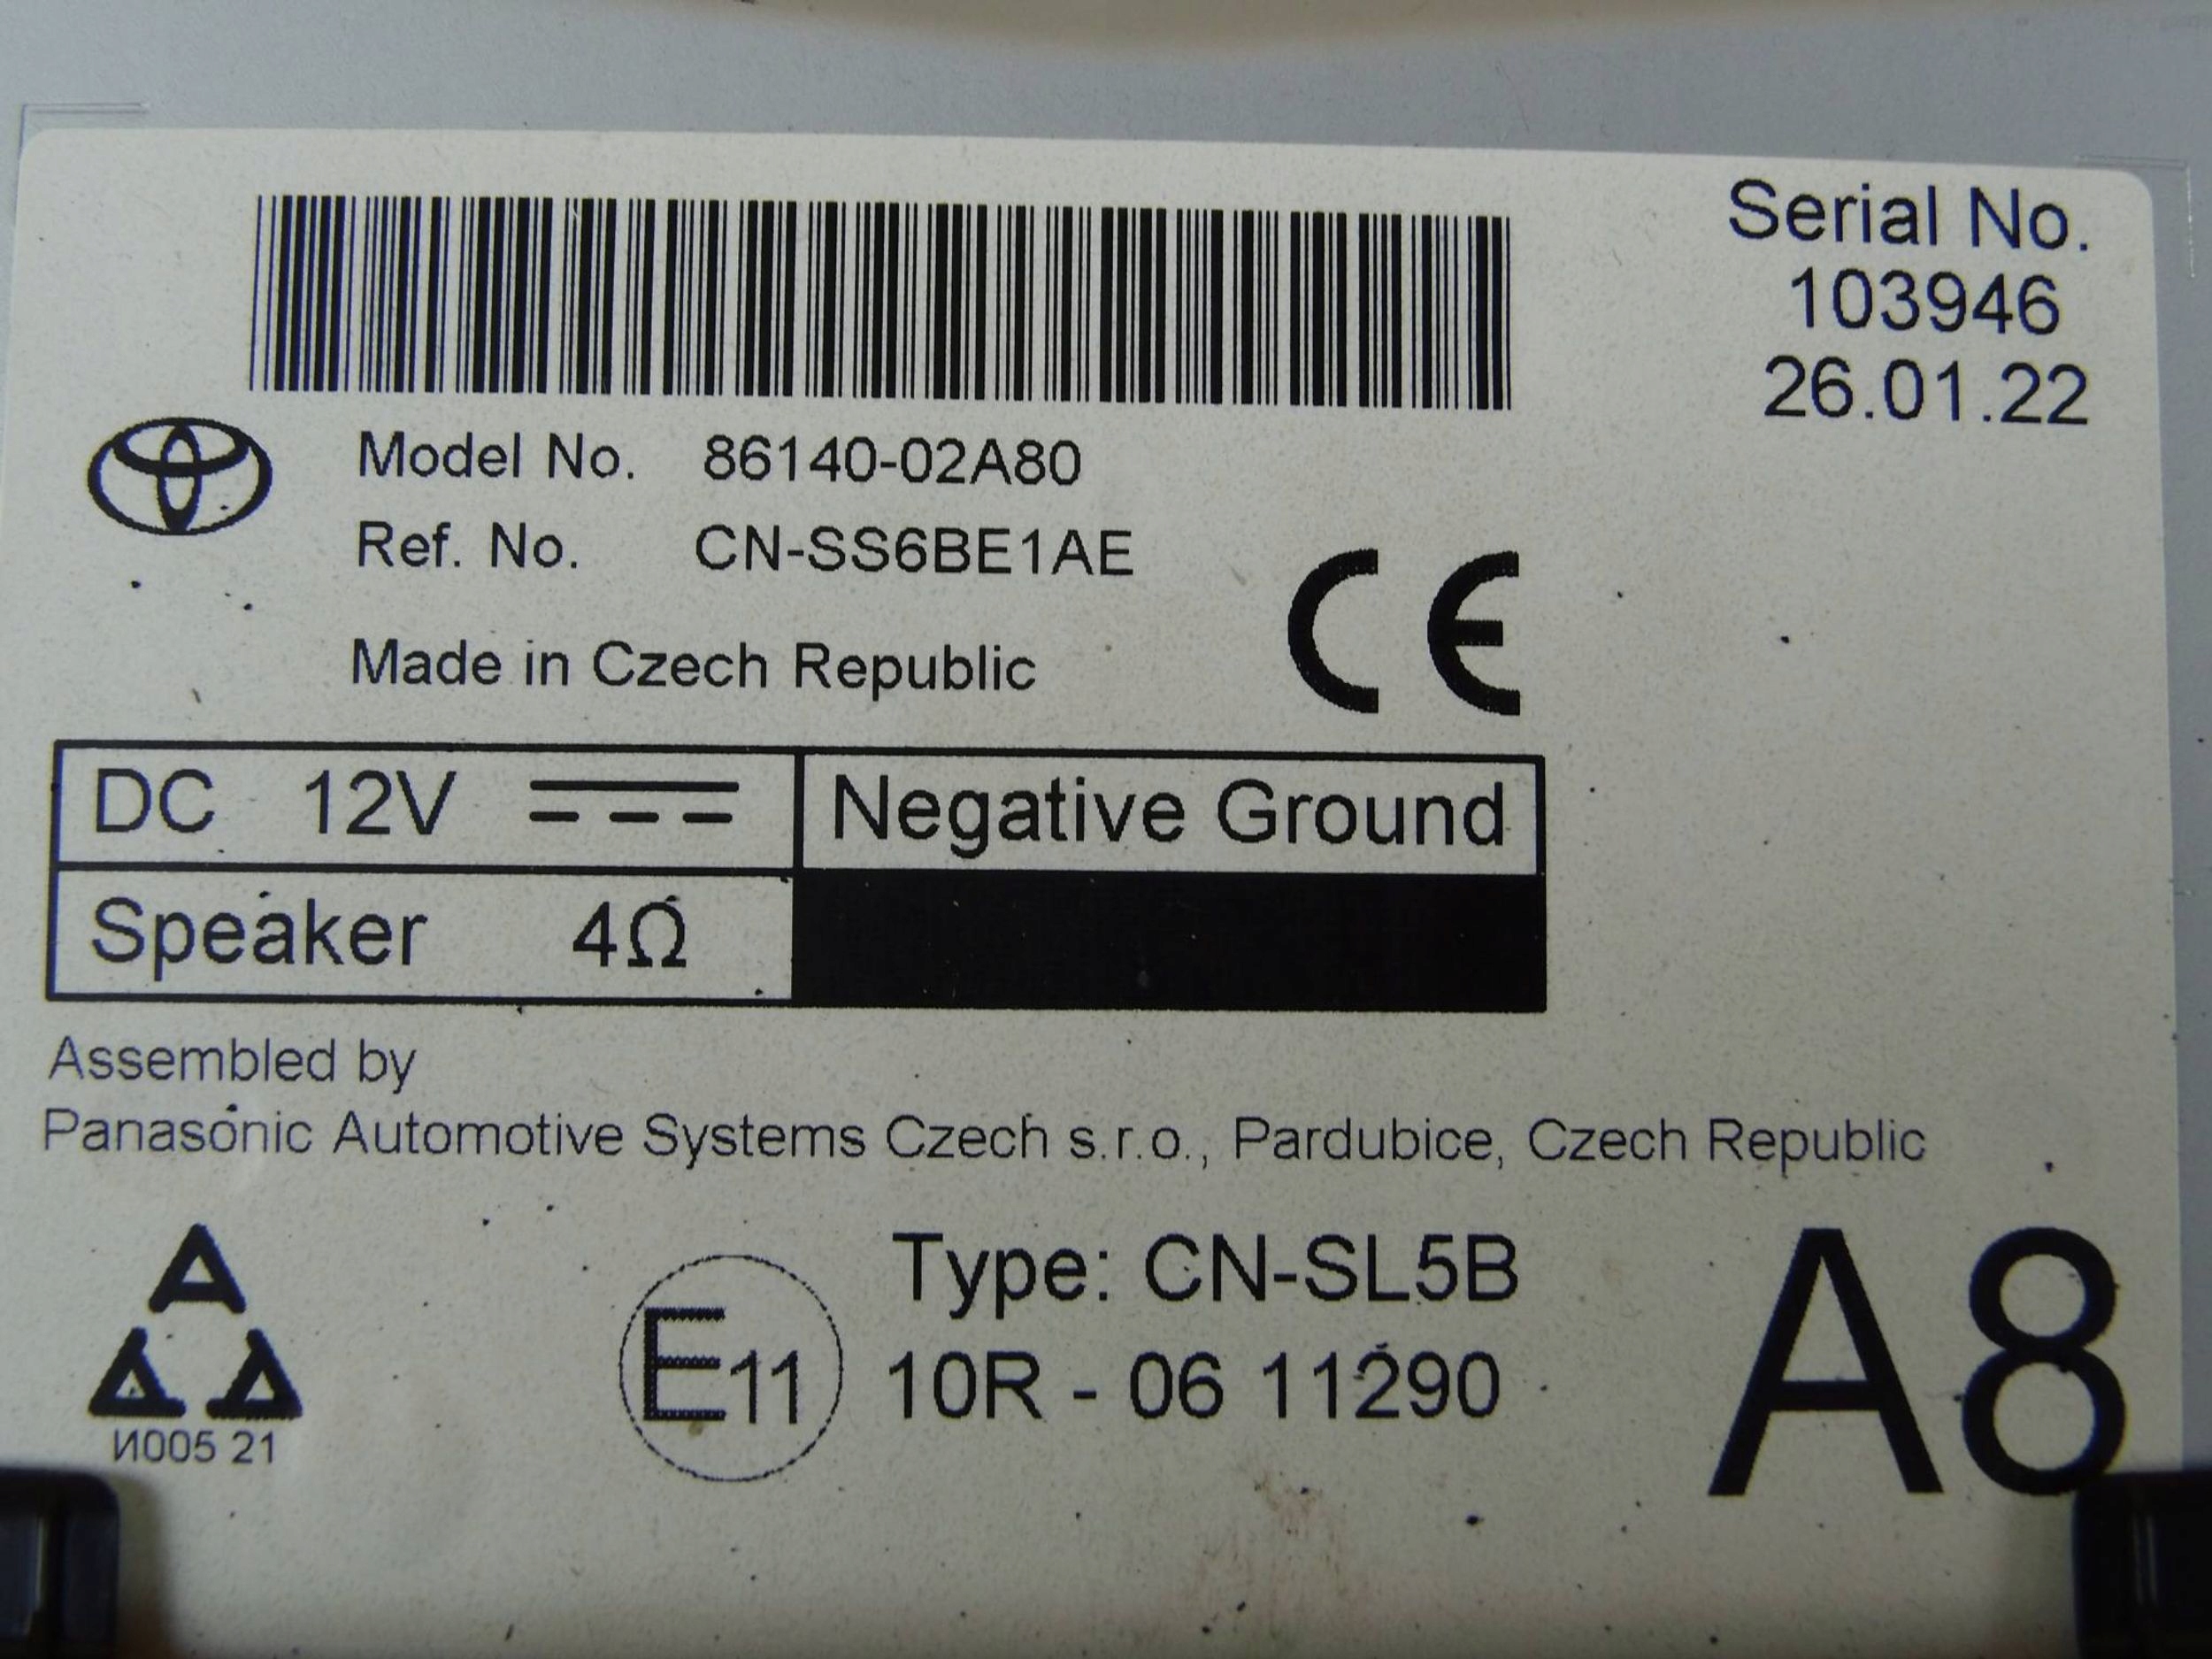 Serial No.
103946
26.01.22
Model No. 86140-02A80
Ref. No. CN-SS6BE1AE
Made in Czech Republic
CE
DC 12V
Negative Ground
Speaker 4Ω
Assembled by
Panasonic Automotive Systems Czech s.r.o., Pardubice, Czech Republic
Type: CN-SL5B
E11 10R - 06 11290
A8
И005 21